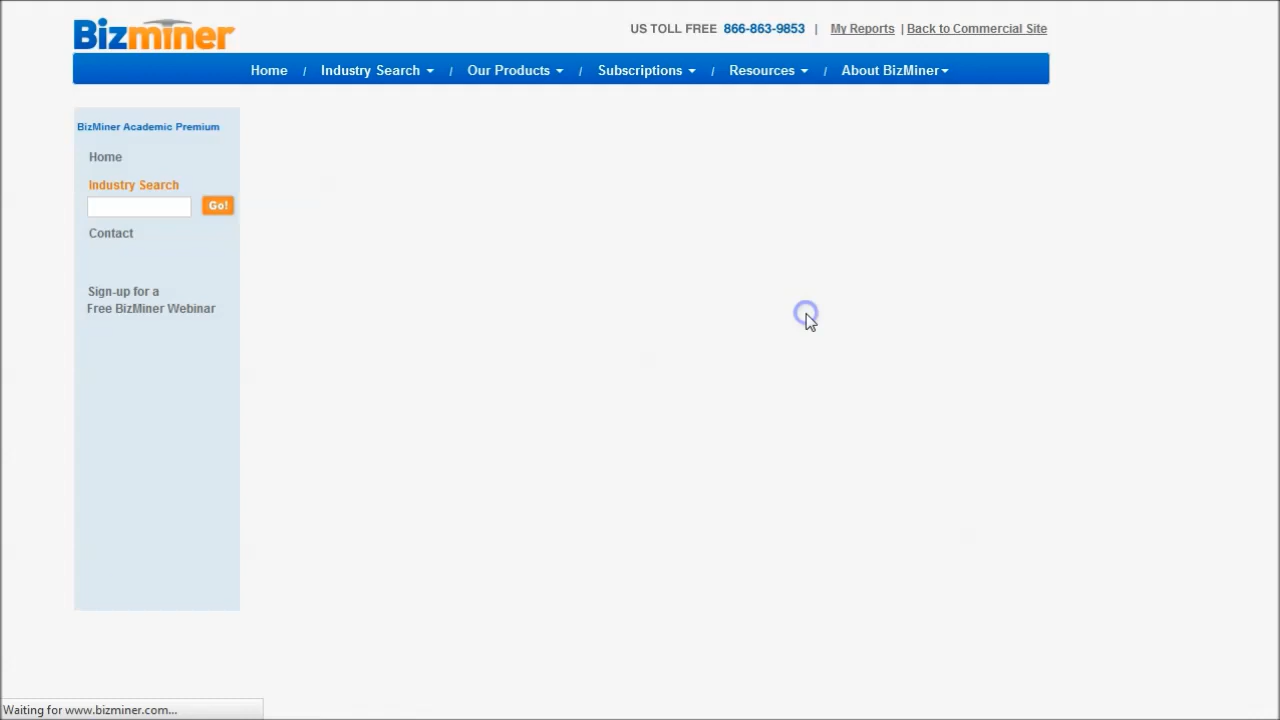 Bizminer
US TOLL FREE 866-863-9853 | My Reports | Back to Commercial Site
Home / Industry Search / Our Products / Subscriptions / Resources / About BizMiner
BizMiner Academic Premium
Home
Industry Search
Go!
Contact
Sign-up for a
Free BizMiner Webinar
Waiting for www.bizminer.com...